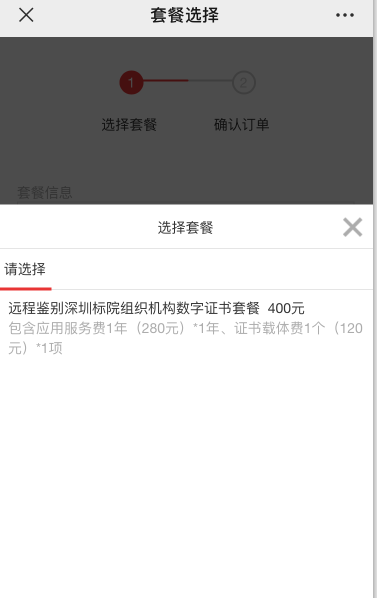 套餐选择
1
2
选择套餐 确认订单
套餐信息
选择套餐
请选择
远程鉴别深圳标院组织机构数字证书套餐 400元
包含应用服务费1年（280元）*1年、证书载体费1个（120
元）*1项